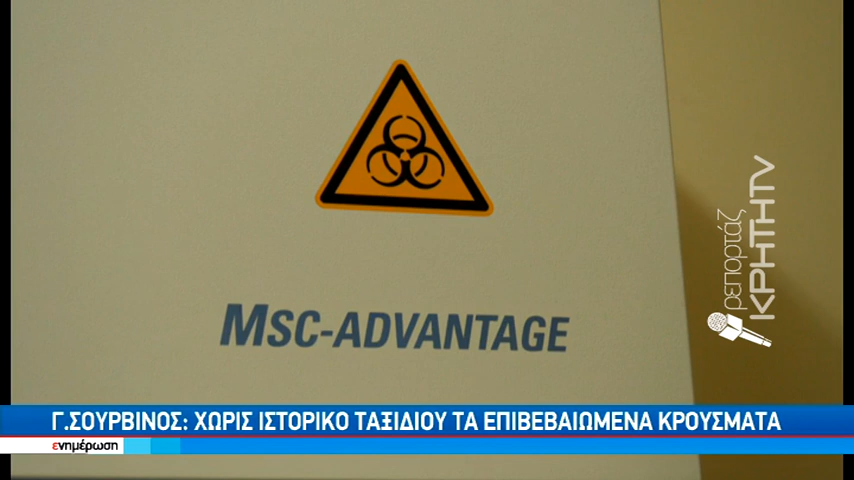 MSC-ADVANTAGE
ρεπορτάζ
ΚΡΗΤΗTV
Γ.ΣΟΥΡΒΙΝΟΣ: ΧΩΡΙΣ ΙΣΤΟΡΙΚΟ ΤΑΞΙΔΙΟΥ ΤΑ ΕΠΙΒΕΒΑΙΩΜΕΝΑ ΚΡΟΥΣΜΑΤΑ
ενημέρωση